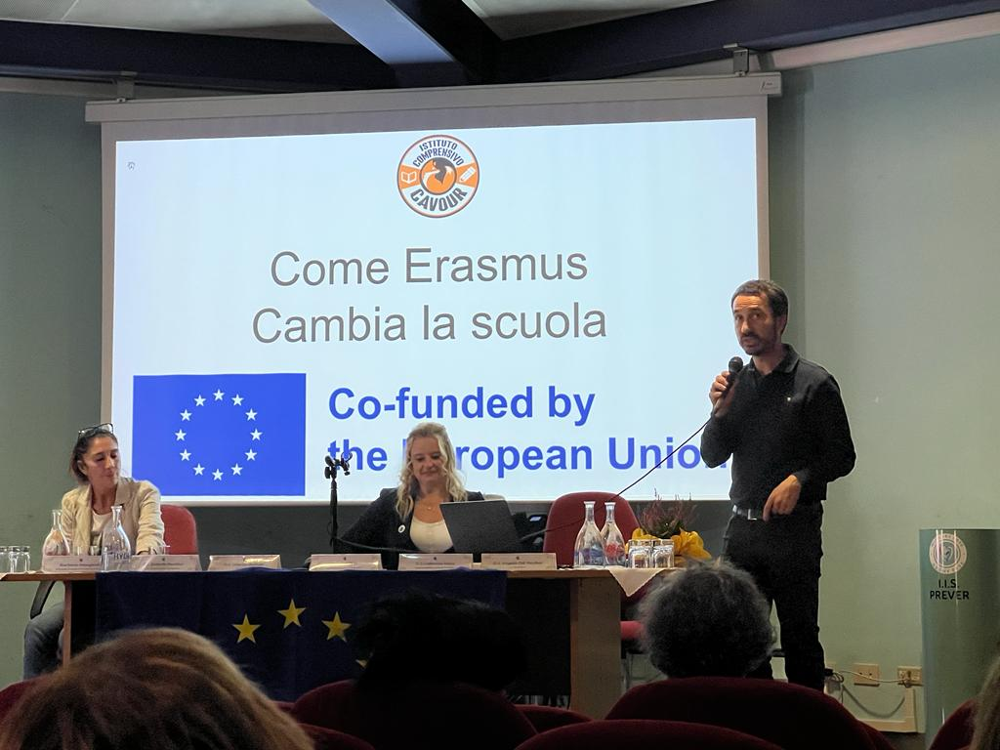 ISTITUTO
COMPRENSIVO
CAVOUR
Come Erasmus
Cambia la scuola
Co-funded by
the European Union
I.I.S.
PREVER